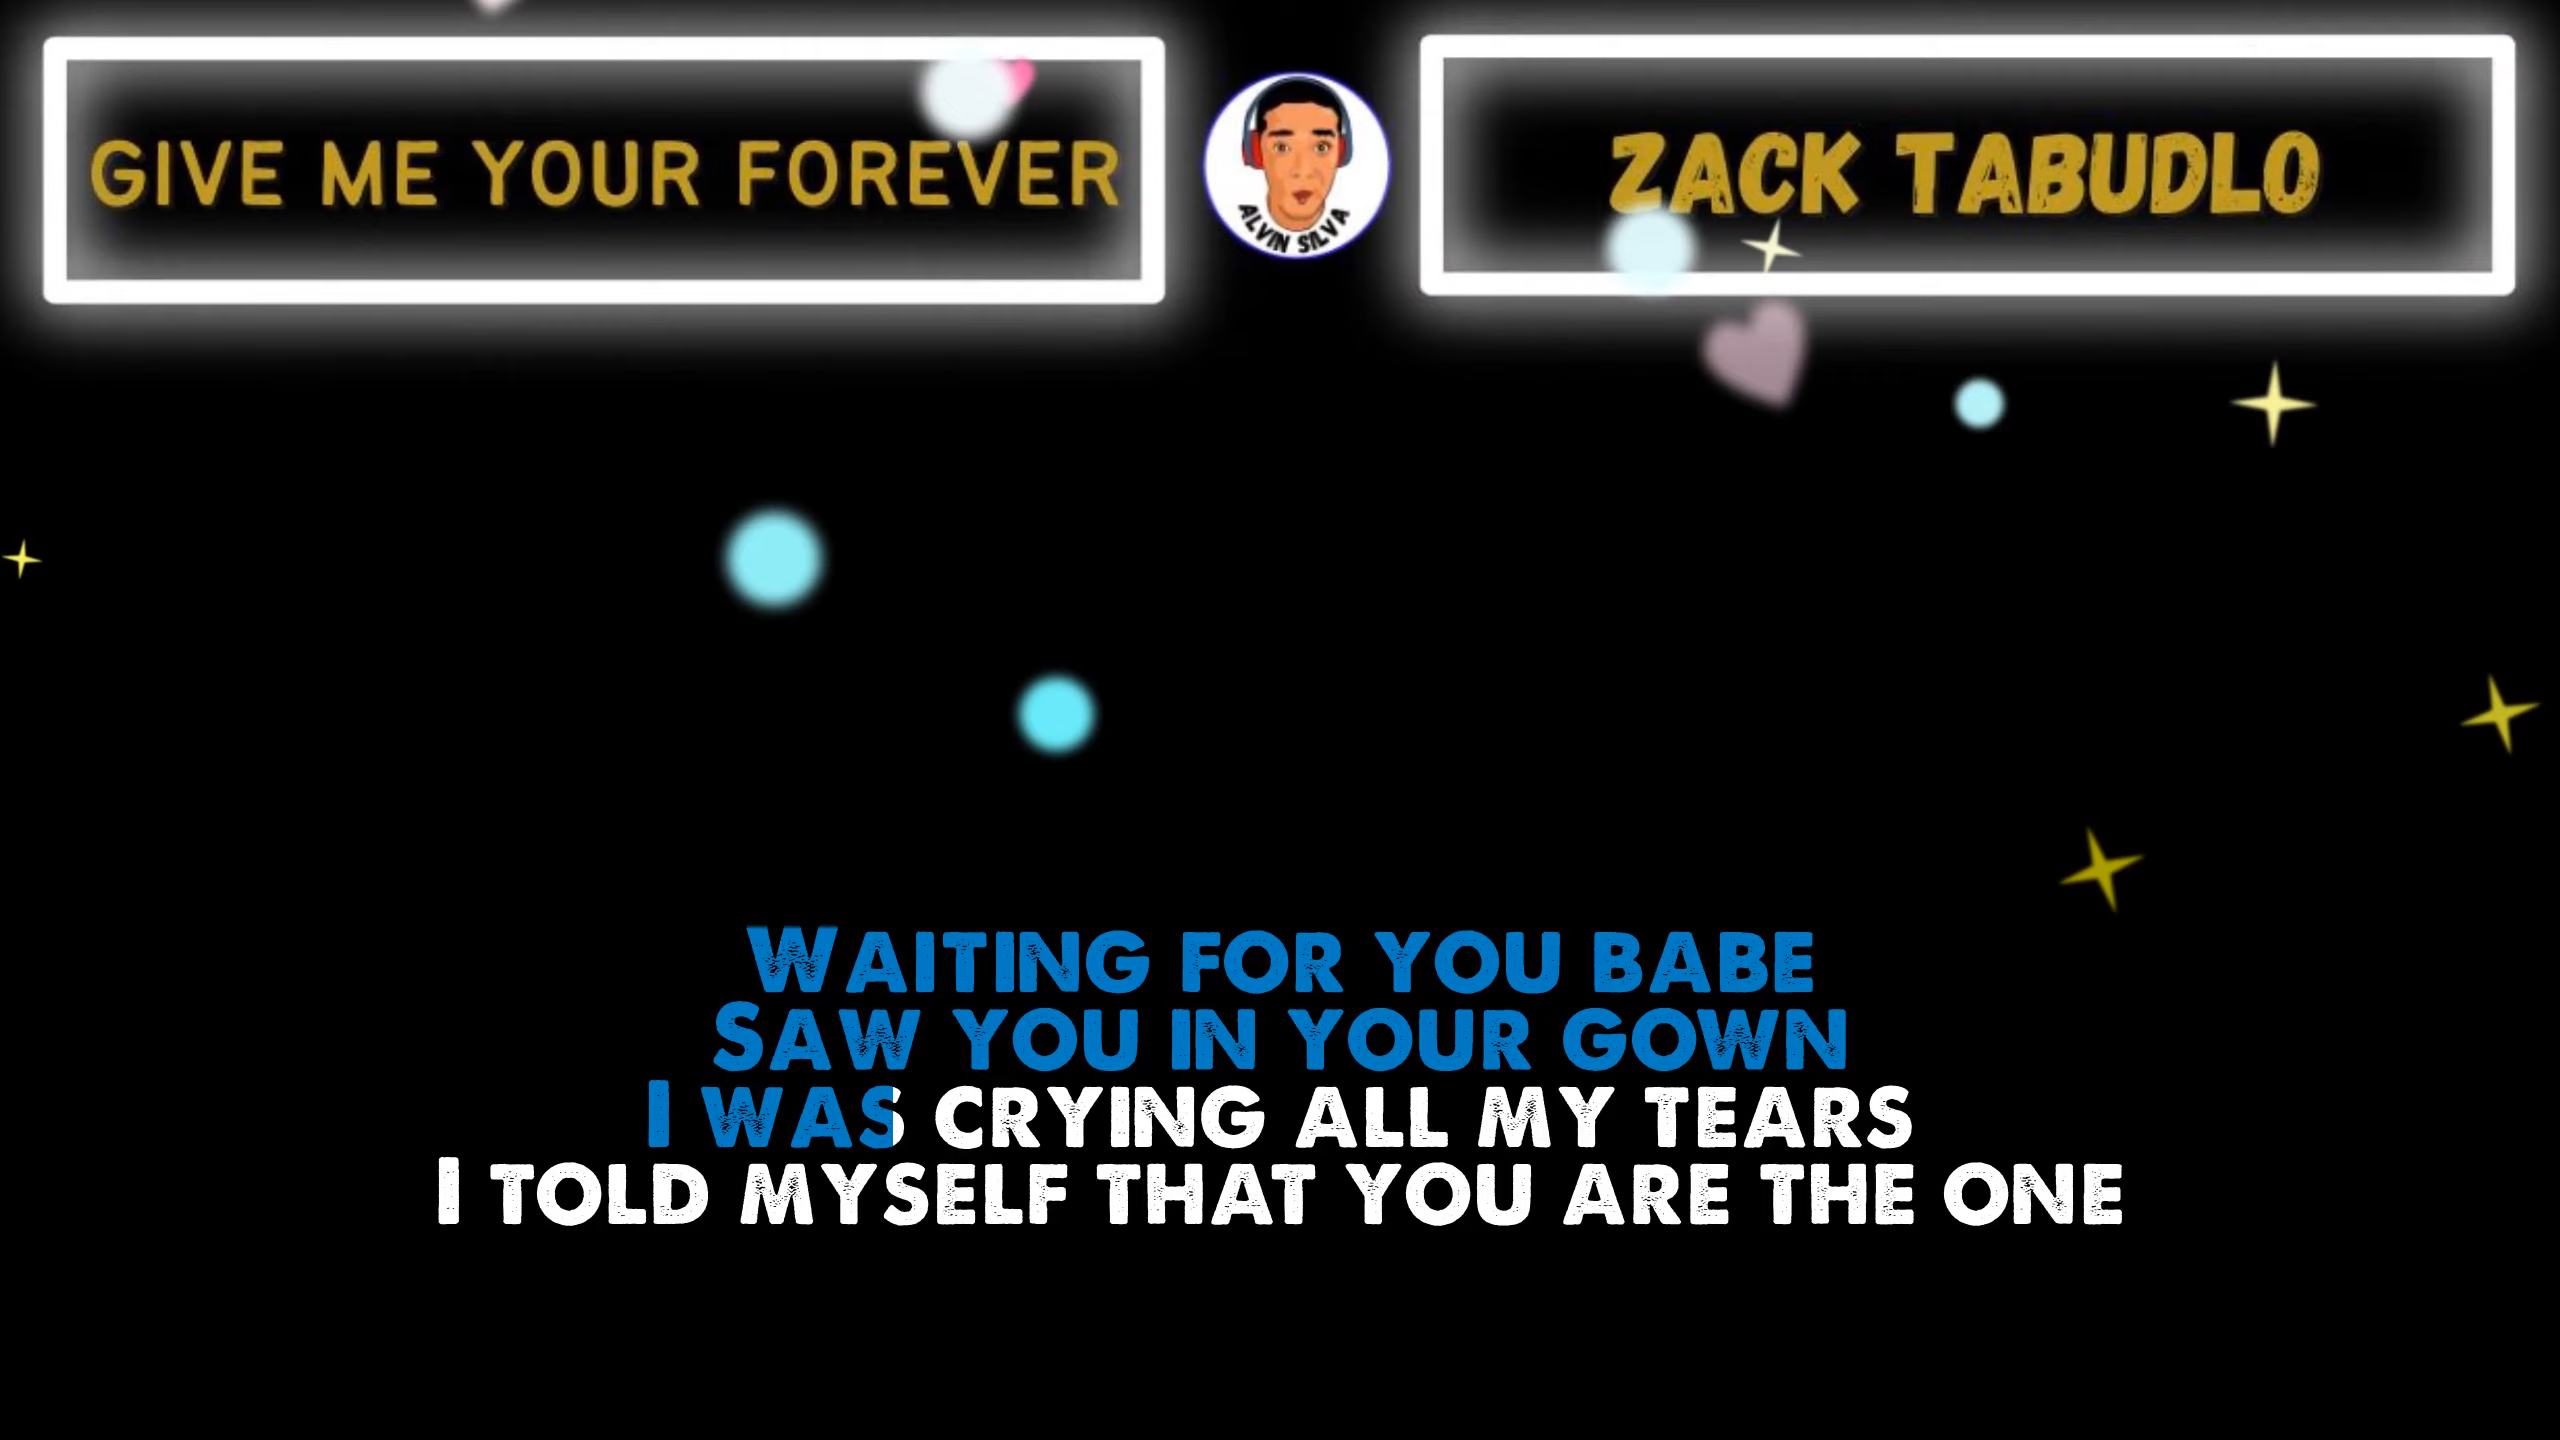 GIVE ME YOUR FOREVER
ALVIN SILVA
ZACK TABUDLO
WAITING FOR YOU BABE
SAW YOU IN YOUR GOWN
I WAS CRYING ALL MY TEARS
I TOLD MYSELF THAT YOU ARE THE ONE